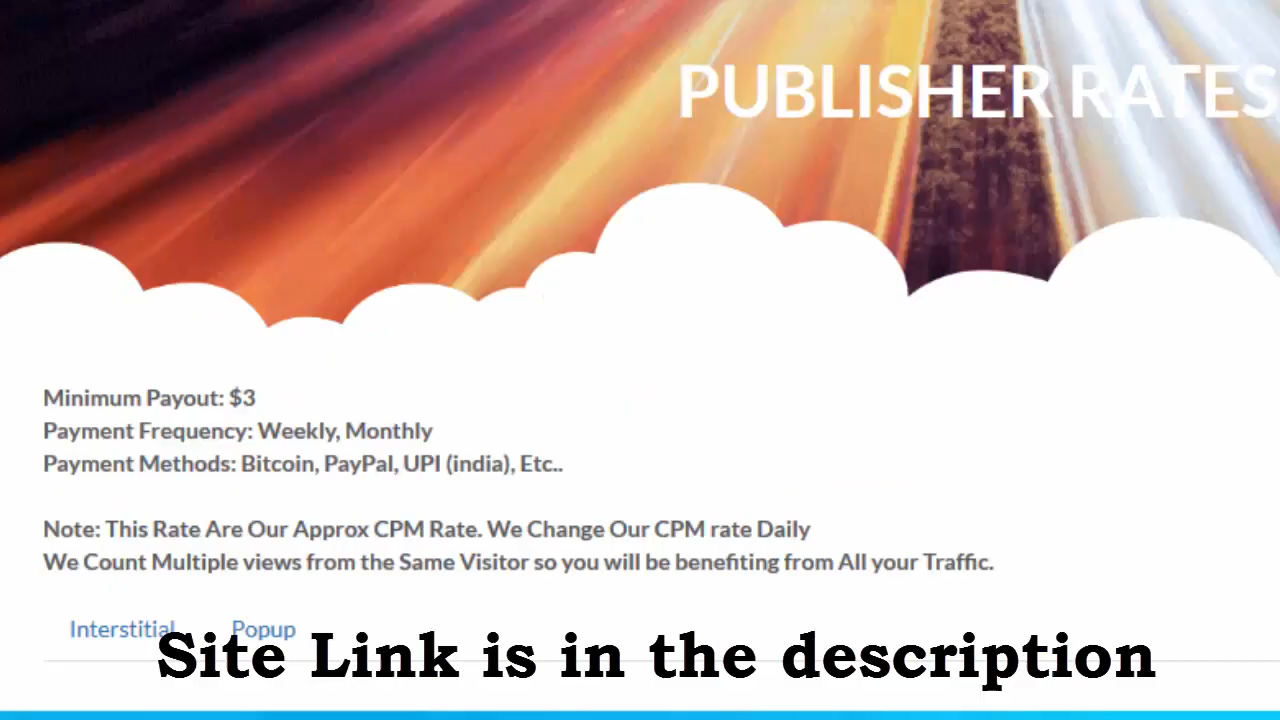 PUBLISHER RATES
Minimum Payout: $3
Payment Frequency: Weekly, Monthly
Payment Methods: Bitcoin, PayPal, UPI (india), Etc..
Note: This Rate Are Our Approx CPM Rate. We Change Our CPM rate Daily
We Count Multiple views from the Same Visitor so you will be benefiting from All your Traffic.
Interstitial Popup
Site Link is in the description